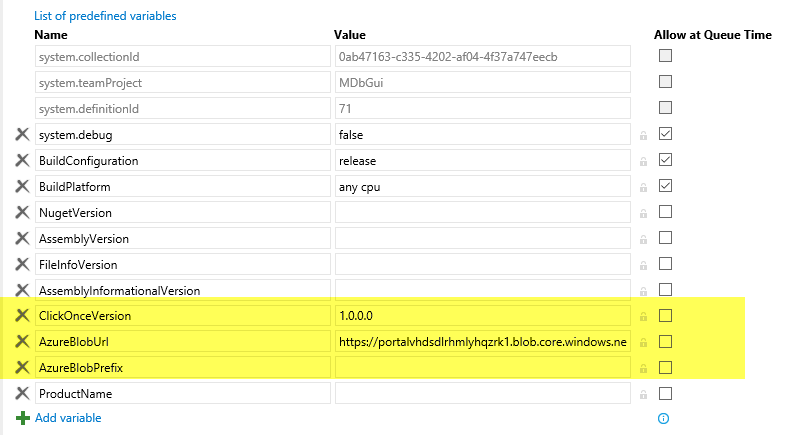 List of predefined variables
Name Value Allow at Queue Time
system.collectionId 0ab47163-c335-4202-af04-4f37a747eecb
system.teamProject MDbGui
system.definitionId 71
system.debug false
BuildConfiguration release
BuildPlatform any cpu
NugetVersion
AssemblyVersion
FileInfoVersion
AssemblyInformationalVersion
ClickOnceVersion 1.0.0.0
AzureBlobUrl https://portalvhdsdlrhmlyhqzrk1.blob.core.windows.ne
AzureBlobPrefix
ProductName
Add variable